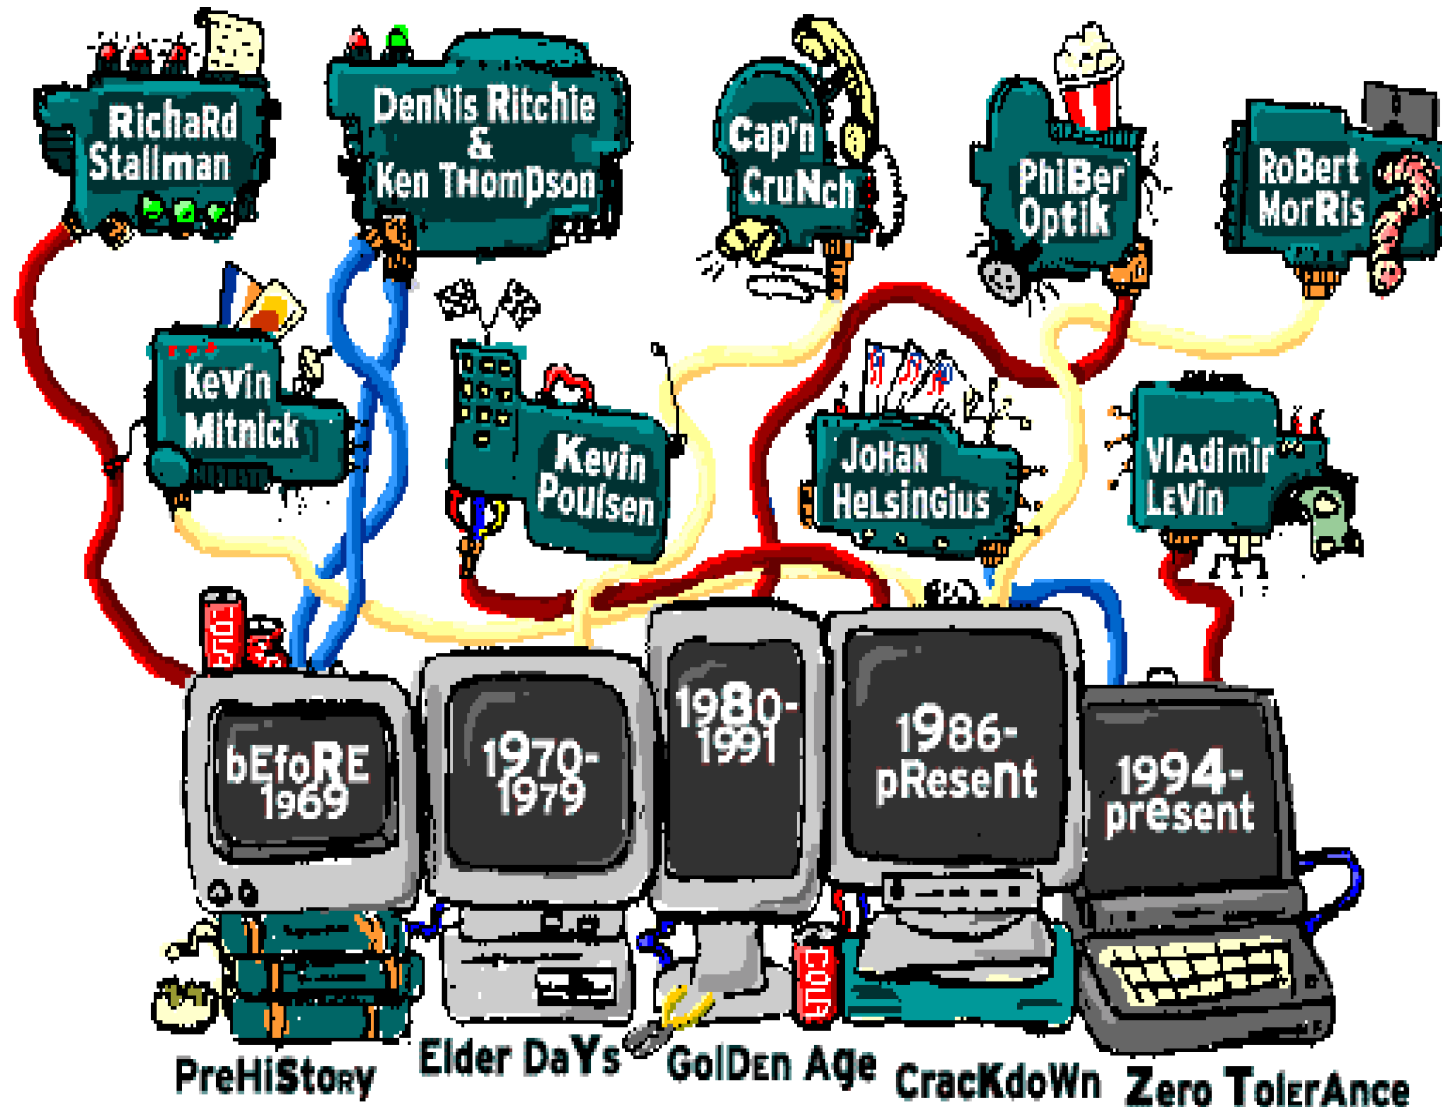 RichaRd
Stallman
DenNis Ritchie
&
Ken THompson
Cap'n
CruNch
PhiBer
OptiK
RoBert
MorRis
Kevin
Mitnick
Kevin
PoUlsen
JoHaN
HeLsinGius
VlAdimir
LeVin
COLA
bEfoRE
1969
1970-
1979
1980-
1991
1986-
pResent
1994-
present
COLA
PreHiStoRy
Elder DaYs
GolDEn Age
CracKdoWn
Zero TolErAnce